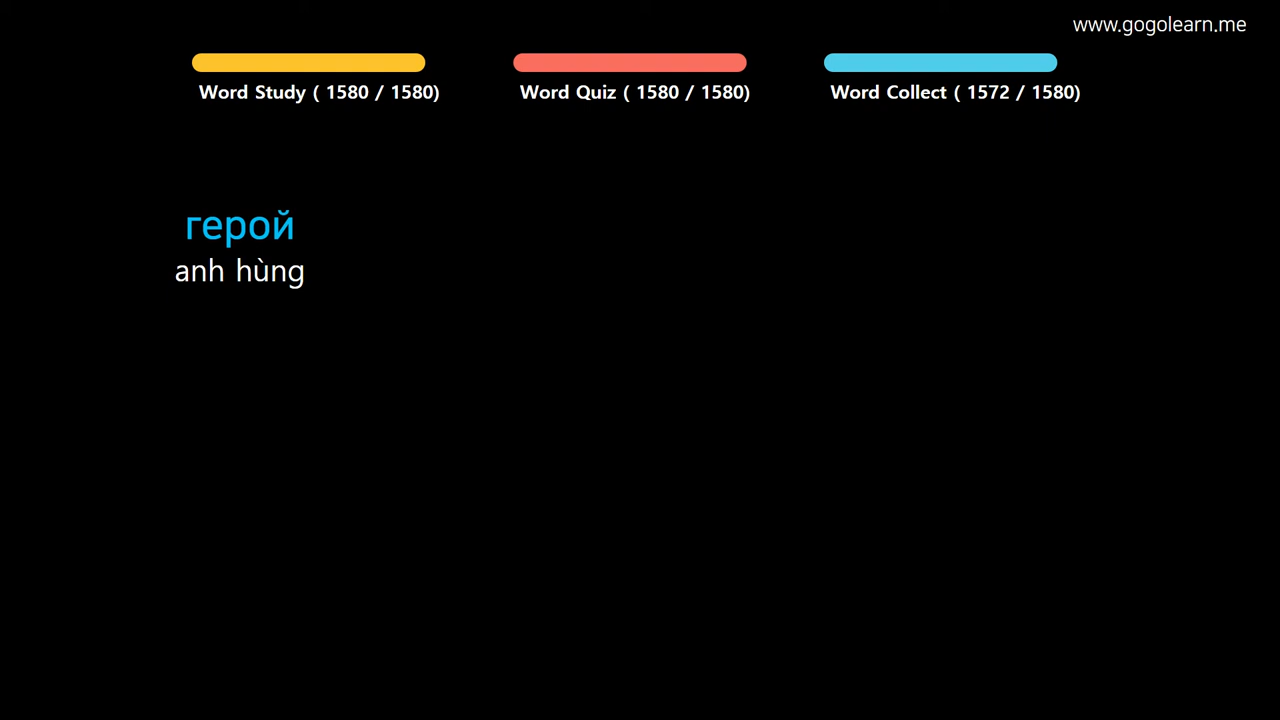 www.gogolearn.me
Word Study ( 1580 / 1580)
Word Quiz ( 1580 / 1580)
Word Collect ( 1572 / 1580)
герой
anh hùng